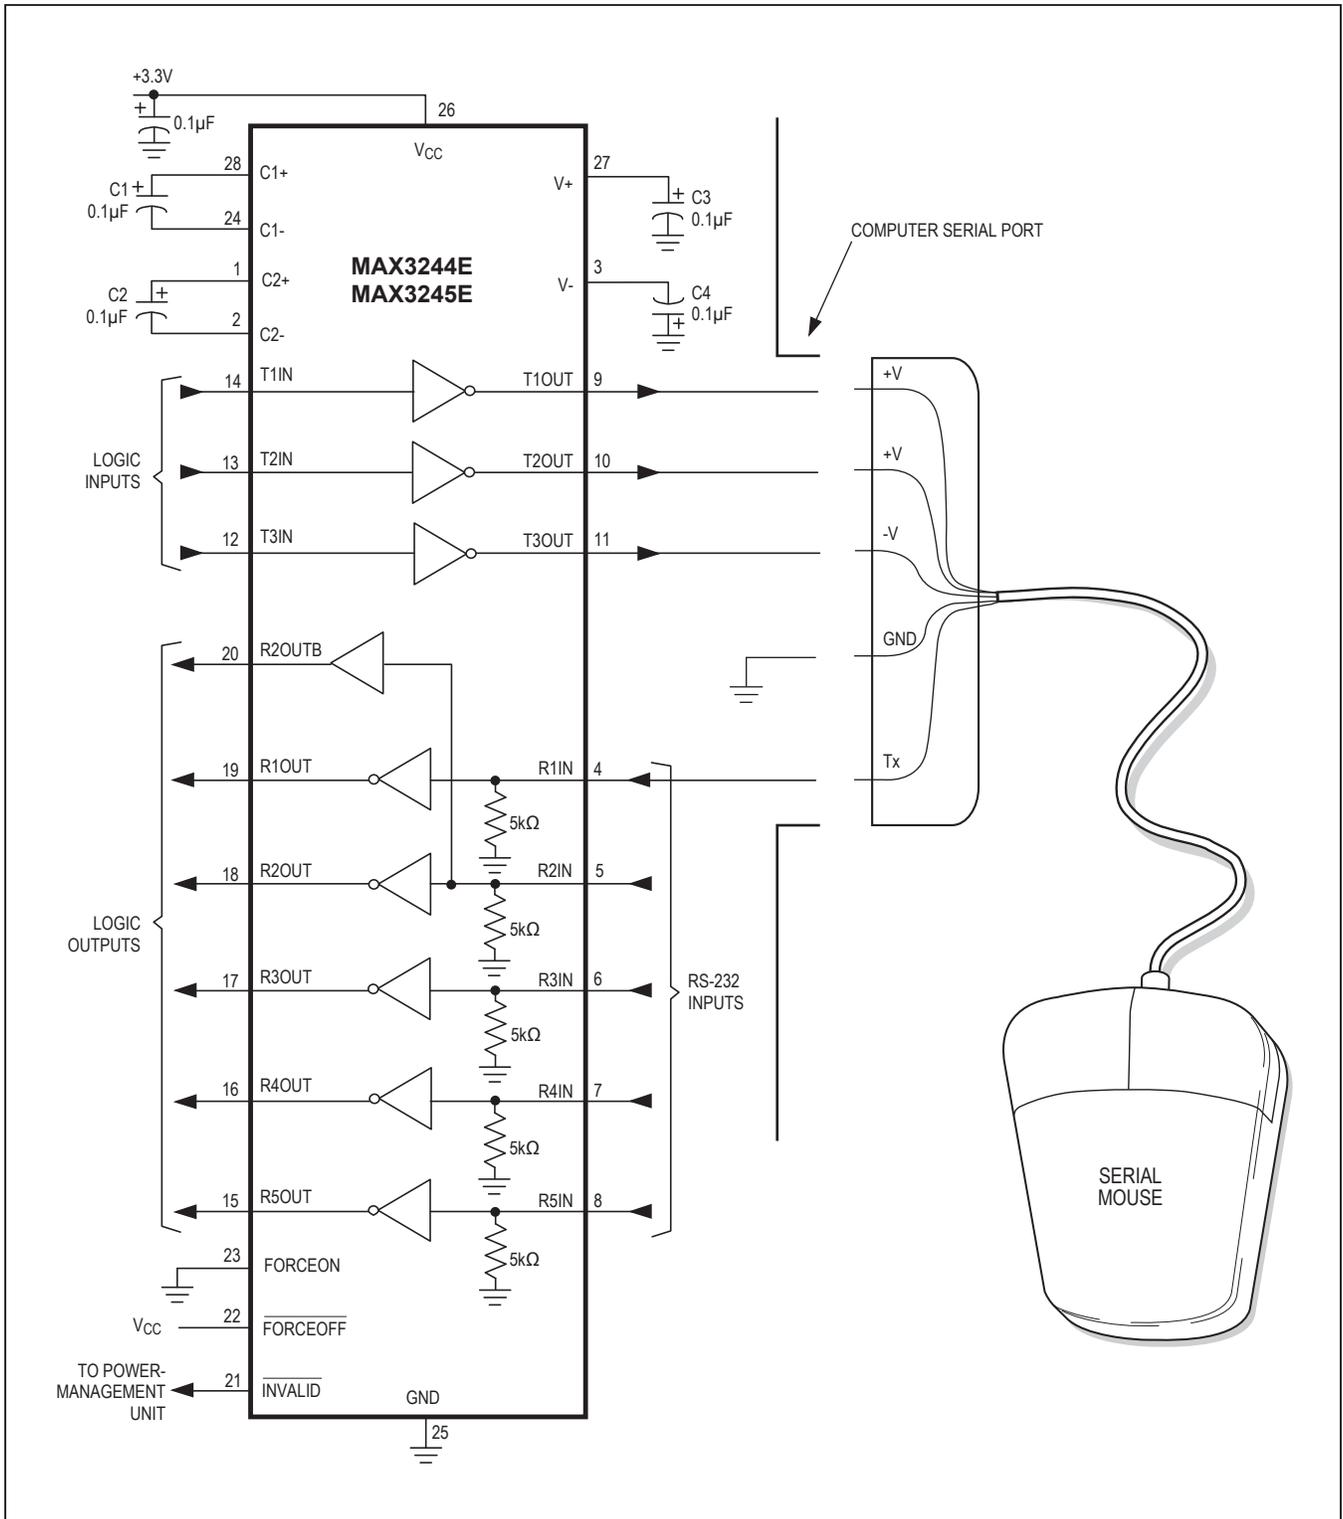 +3.3V
+
0.1µF
26
VCC
28
C1+
C1
+
0.1µF
24
C1-
27
V+
+
C3
0.1µF
COMPUTER SERIAL PORT
MAX3244E
MAX3245E
1
C2+
C2
+
0.1µF
2
C2-
3
V-
C4
0.1µF
+
LOGIC
INPUTS
14
T1IN
T1OUT
9
+V
13
T2IN
T2OUT
10
+V
12
T3IN
T3OUT
11
-V
GND
Tx
20
R2OUTB
LOGIC
OUTPUTS
19
R1OUT
R1IN
4
5kΩ
18
R2OUT
R2IN
5
5kΩ
17
R3OUT
R3IN
6
5kΩ
RS-232
INPUTS
16
R4OUT
R4IN
7
5kΩ
15
R5OUT
R5IN
8
5kΩ
SERIAL
MOUSE
23
FORCEON
VCC
22
FORCEOFF
TO POWER-
MANAGEMENT
UNIT
21
INVALID
GND
25